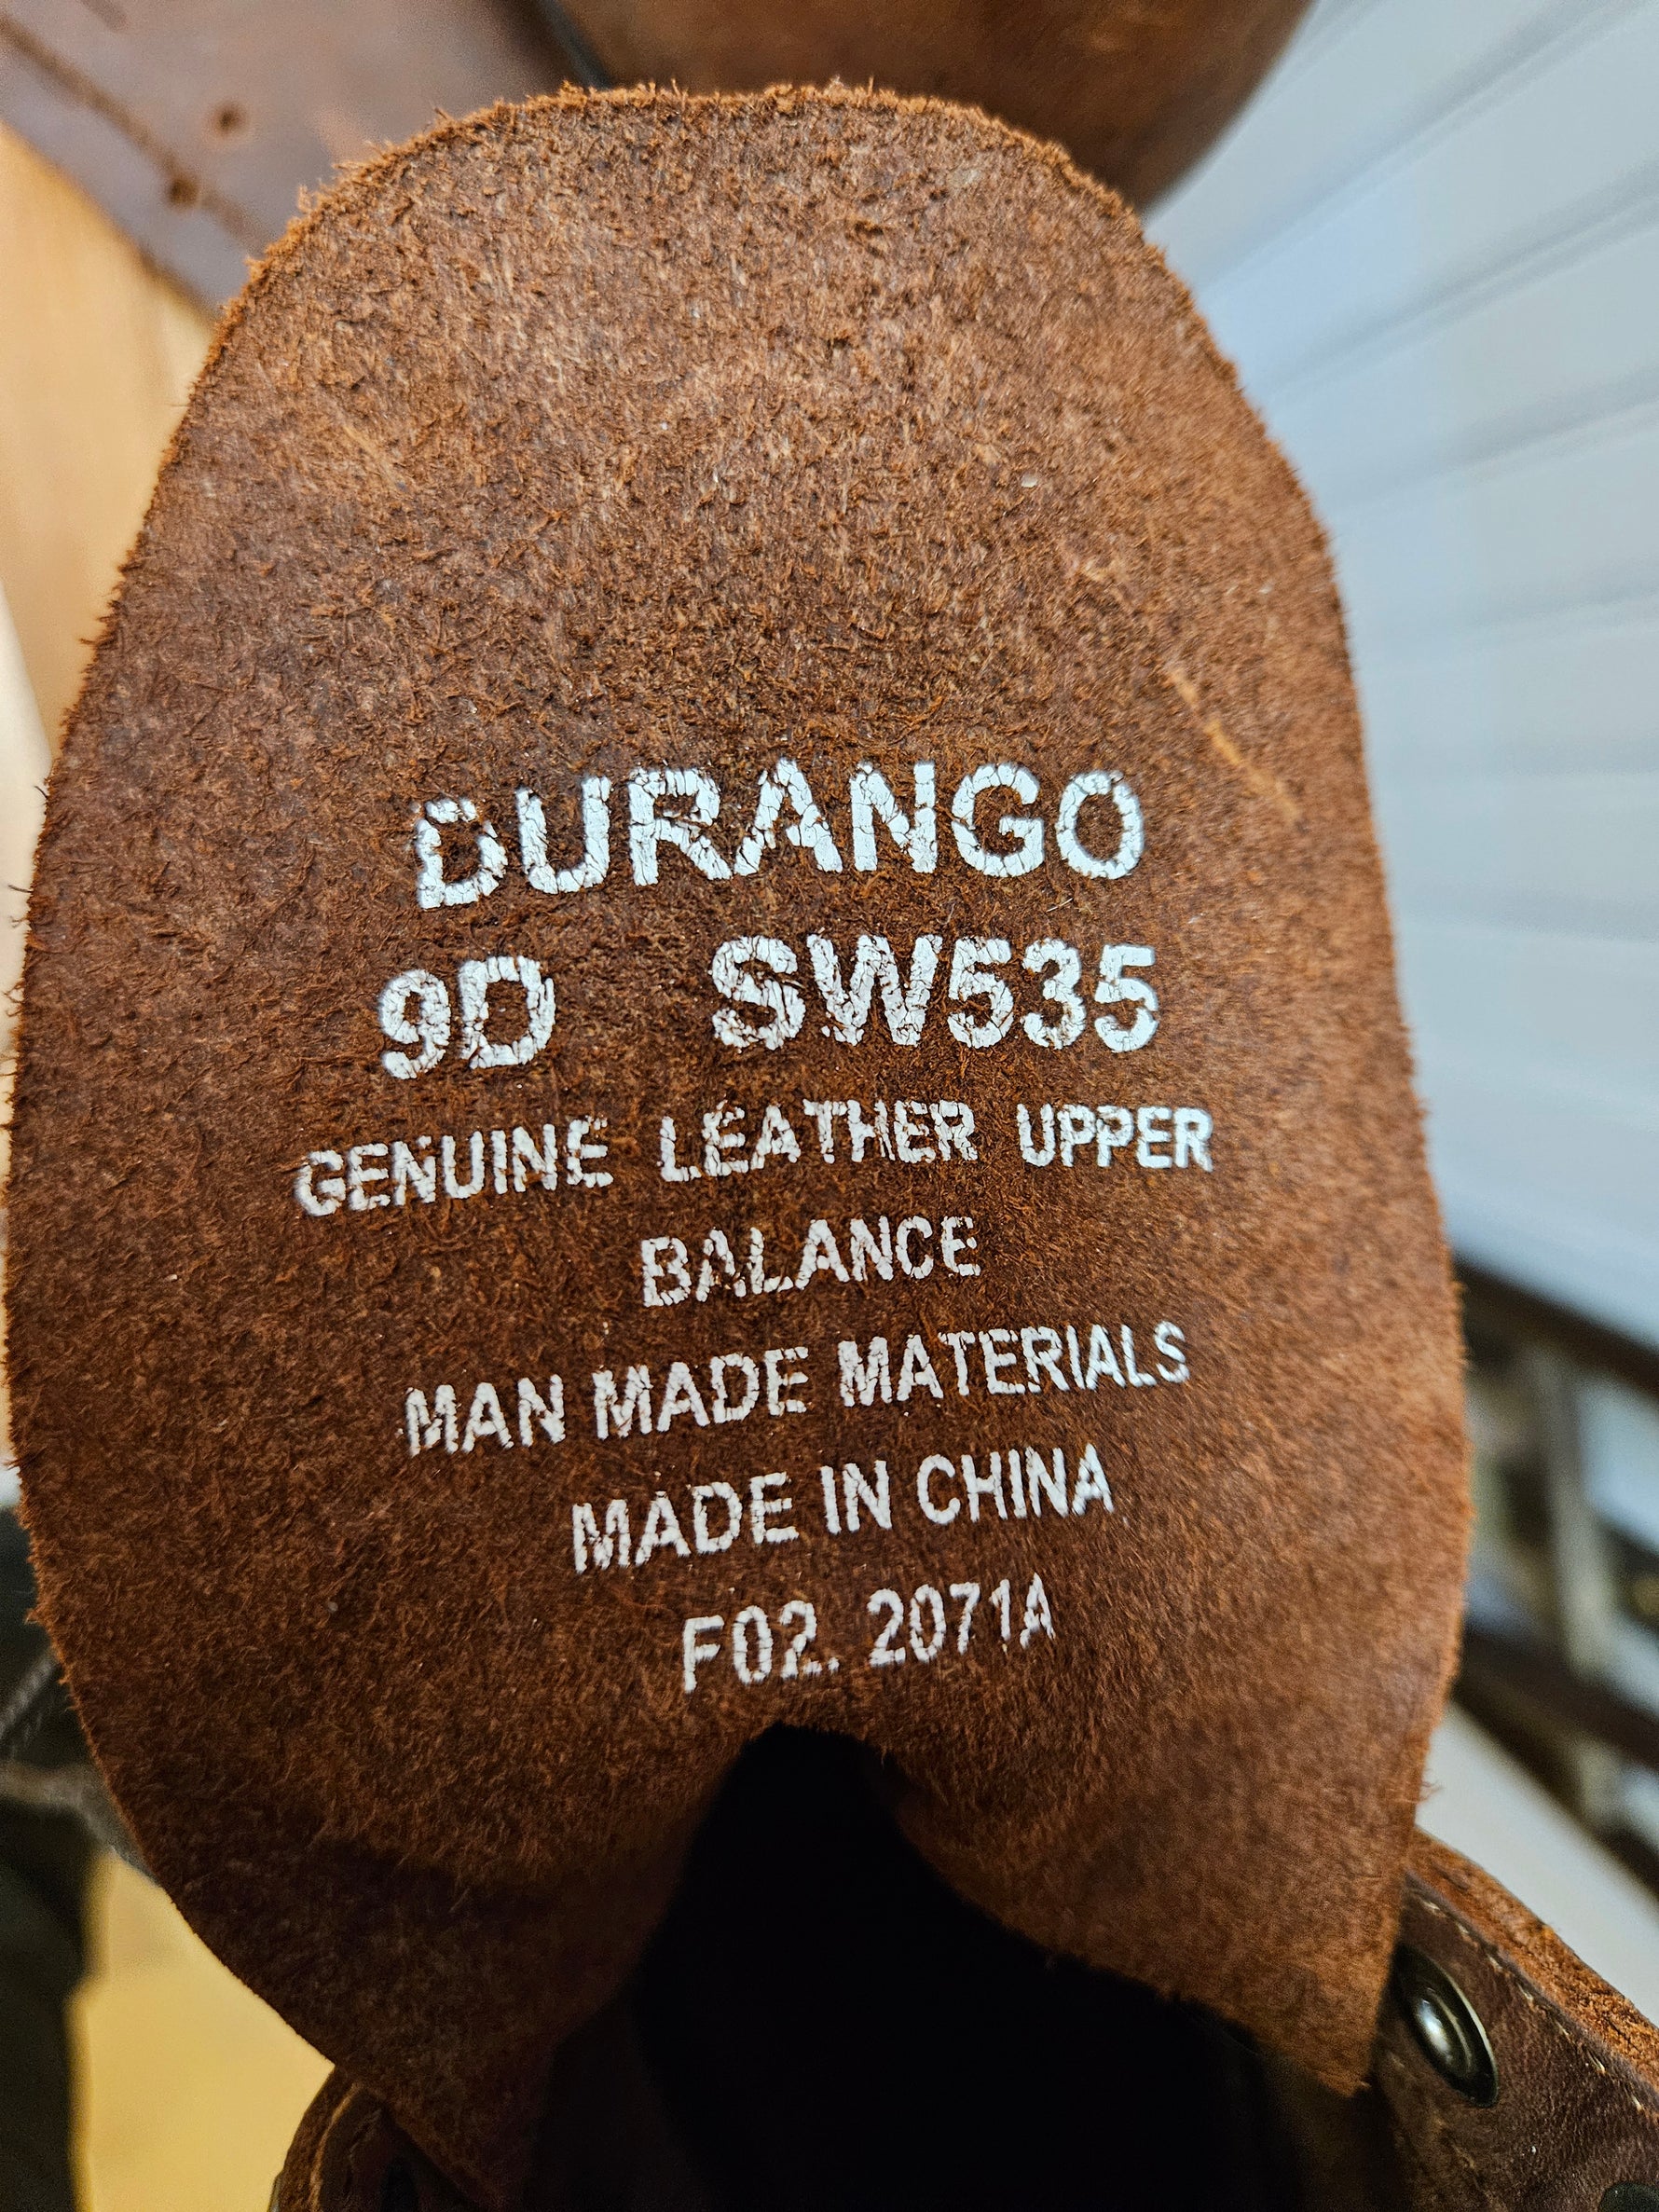 DURANGO
9D SW535
GENUINE LEATHER UPPER
BALANCE
MAN MADE MATERIALS
MADE IN CHINA
F02. 2071A